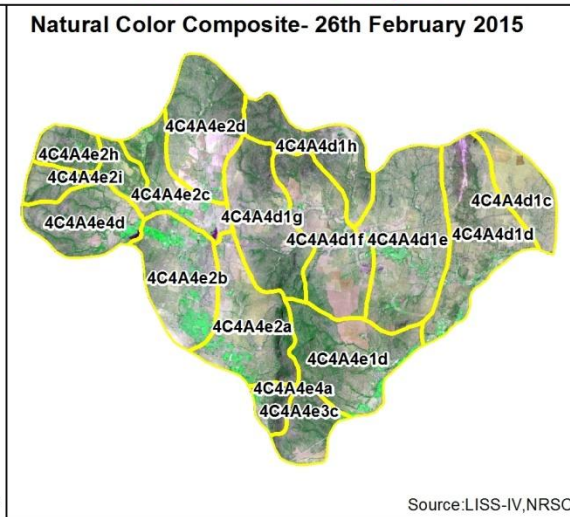 Natural Color Composite- 26th February 2015
4C4A4e2d
4C4A4d1h
4C4A4e2h
4C4A4e2i
4C4A4e2c
4C4A4d1c
4C4A4e4d
4C4A4d1g
4C4A4d1f
4C4A4d1e
4C4A4d1d
4C4A4e2b
4C4A4e2a
4C4A4e1d
4C4A4e4a
4C4A4e3c
Source:LISS-IV,NRSC